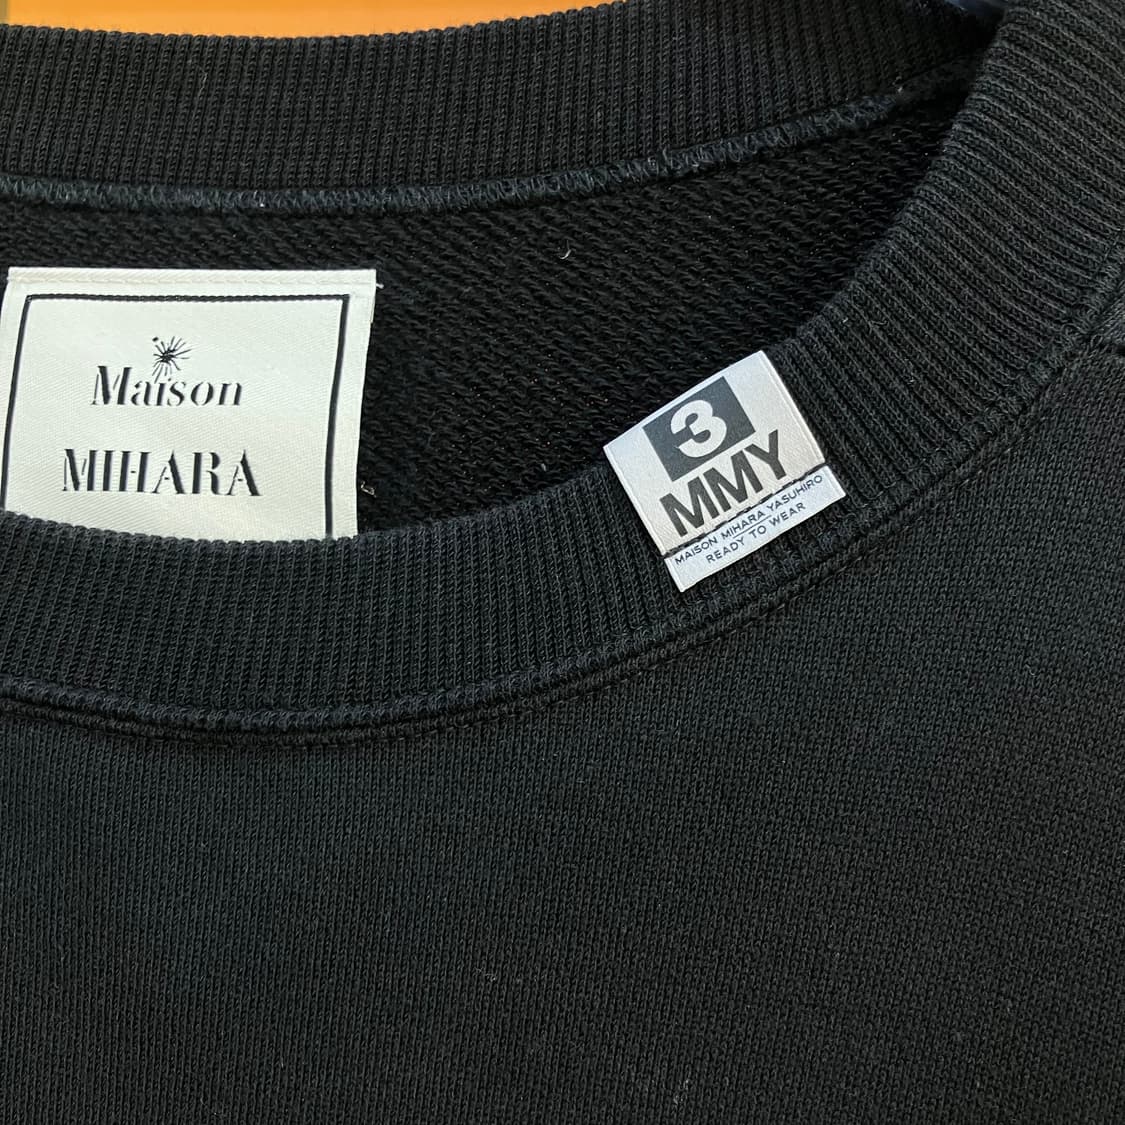 Maison
MIHARA
3
MMY
MAISON MIHARA YASUHIRO
READY TO WEAR